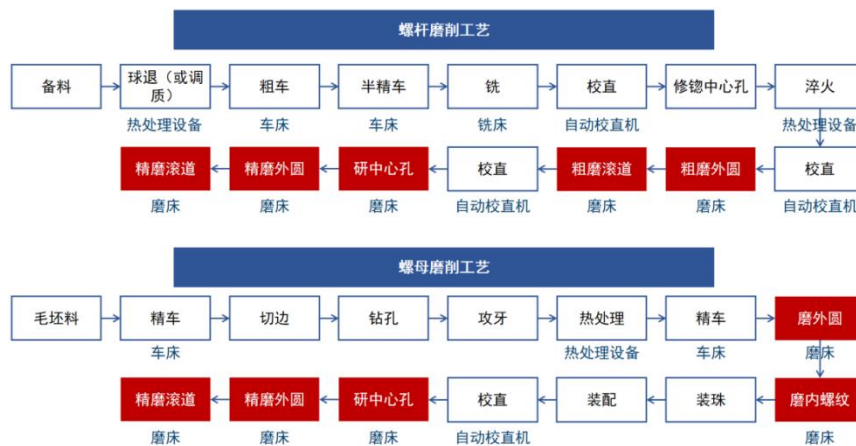 螺杆磨削工艺
备料
球退（或调
质）
粗车
半精车
铣
校直
修锪中心孔
淬火
热处理设备
车床
车床
铣床
自动校直机
热处理设备
精磨滚道
精磨外圆
研中心孔
校直
粗磨滚道
粗磨外圆
校直
磨床
磨床
磨床
自动校直机
磨床
磨床
自动校直机
螺母磨削工艺
毛坯料
精车
切边
钻孔
攻牙
热处理
精车
磨外圆
车床
热处理设备
车床
磨床
精磨滚道
精磨外圆
研中心孔
校直
装配
装珠
磨内螺纹
磨床
磨床
磨床
自动校直机
磨床